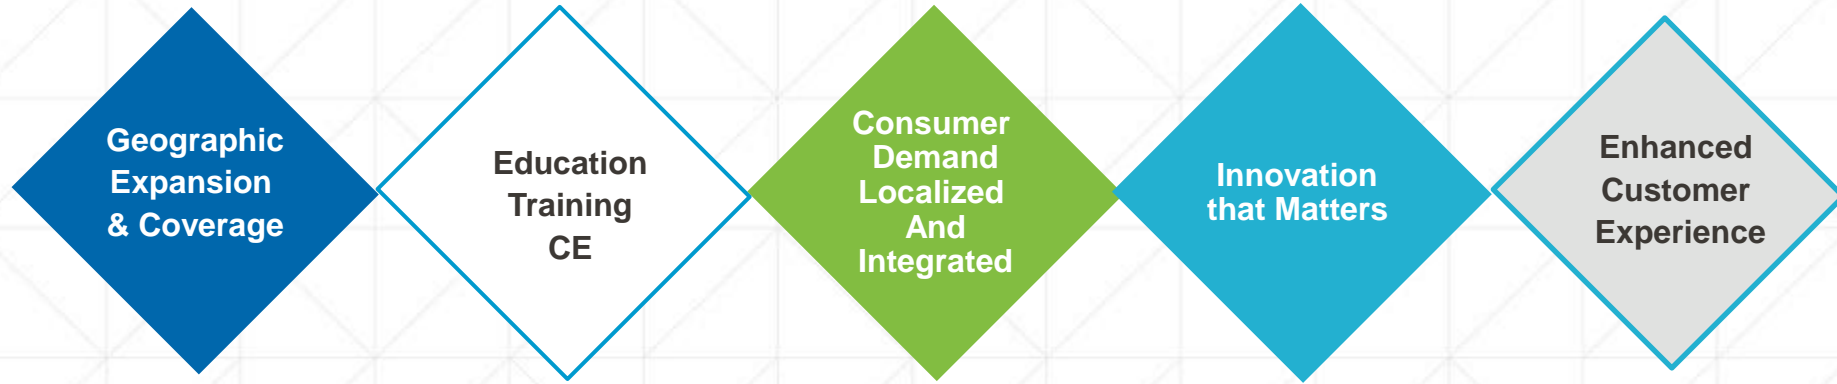 Geographic
Expansion
& Coverage
Education
Training
CE
Consumer
Demand
Localized
And
Integrated
Innovation
that Matters
Enhanced
Customer
Experience